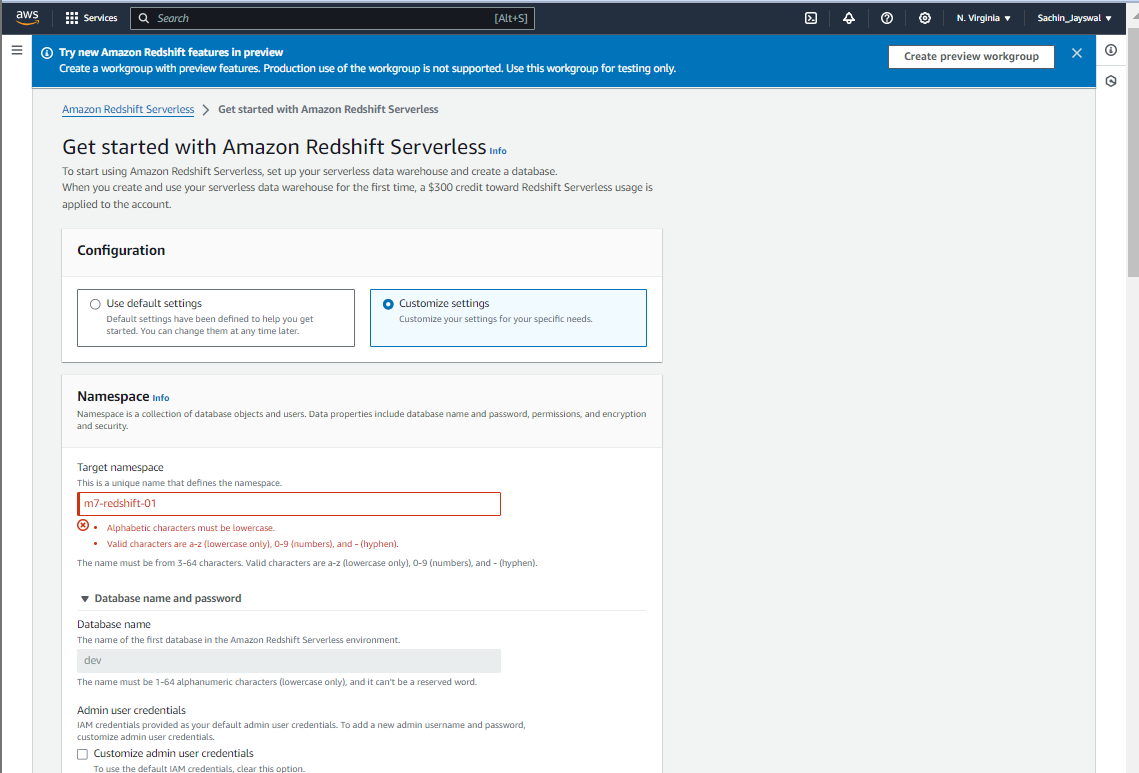 aws
Services
Search
[Alt+S]
N. Virginia ▼
Sachin_Jayswal ▼
Try new Amazon Redshift features in preview
Create a workgroup with preview features. Production use of the workgroup is not supported. Use this workgroup for testing only.
Create preview workgroup
Amazon Redshift Serverless > Get started with Amazon Redshift Serverless
Get started with Amazon Redshift Serverless Info
To start using Amazon Redshift Serverless, set up your serverless data warehouse and create a database.
When you create and use your serverless data warehouse for the first time, a $300 credit toward Redshift Serverless usage is
applied to the account.
Configuration
Use default settings
Default settings have been defined to help you get
started. You can change them at any time later.
Customize settings
Customize your settings for your specific needs.
Namespace Info
Namespace is a collection of database objects and users. Data properties include database name and password, permissions, and encryption
and security.
Target namespace
This is a unique name that defines the namespace.
m7-redshift-01
• Alphabetic characters must be lowercase.
• Valid characters are a-z (lowercase only), 0-9 (numbers), and - (hyphen).
The name must be from 3-64 characters. Valid characters are a-z (lowercase only), 0-9 (numbers), and - (hyphen).
▼ Database name and password
Database name
The name of the first database in the Amazon Redshift Serverless environment.
dev
The name must be 1-64 alphanumeric characters (lowercase only), and it can't be a reserved word.
Admin user credentials
IAM credentials provided as your default admin user credentials. To add a new admin username and password,
customize admin user credentials.
Customize admin user credentials
To use the default IAM credentials, clear this option.